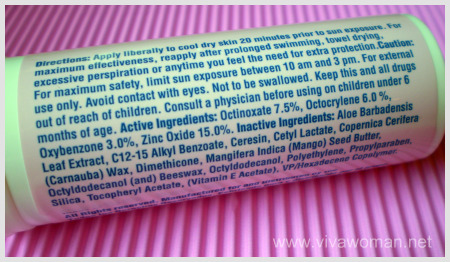 Directions: Apply liberally to cool dry skin 20 minutes prior to sun exposure. For
maximum effectiveness, reapply after prolonged swimming, towel drying,
excessive perspiration or anytime you feel the need for extra protection. Caution:
For maximum safety, limit sun exposure between 10 am and 3 pm. For external
use only. Avoid contact with eyes. Not to be swallowed. Keep this and all drugs
out of reach of children. Consult a physician before using on children under 6
months of age. Active Ingredients: Octinoxate 7.5%, Octocrylene 6.0 %,
Oxybenzone 3.0%, Zinc Oxide 15.0%. Inactive Ingredients: Aloe Barbadensis
Leaf Extract, C12-15 Alkyl Benzoate, Ceresin, Cetyl Lactate, Copernica Cerifera
(Carnauba) Wax, Dimethicone, Mangifera Indica (Mango) Seed Butter,
Octyldodecanol (and) Beeswax, Octyldodecanol, Polyethylene, Propylparaben,
Silica, Tocopheryl Acetate, (Vitamin E Acetate), VP/Hexadecene Copolymer.
All rights reserved. Manufactured for and
www.vivawoman.net